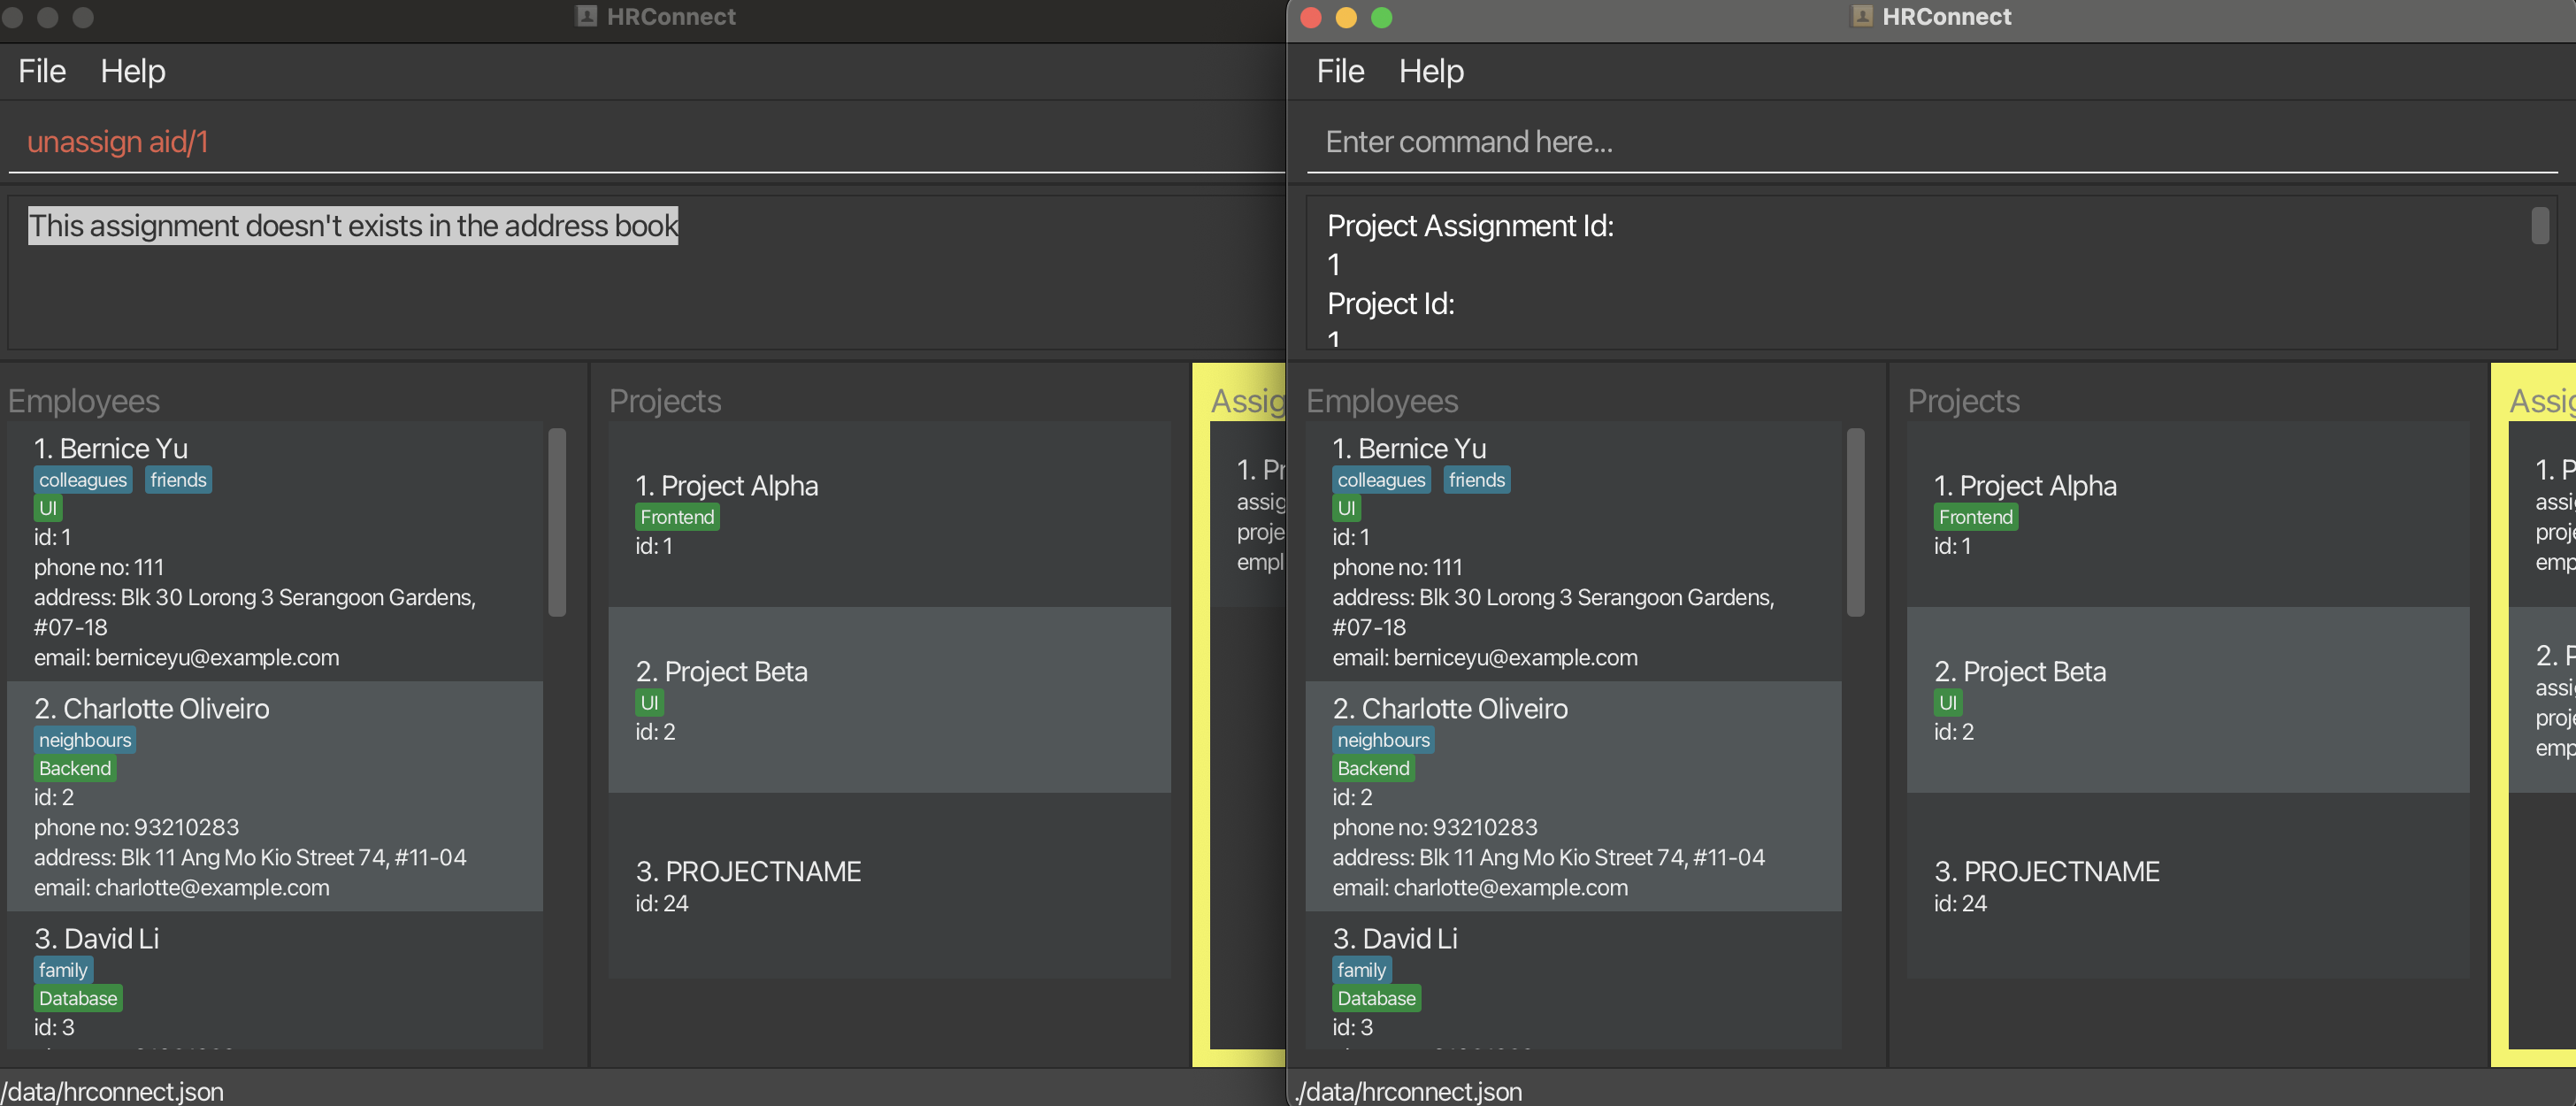 HRConnect
File Help
unassign aid/1
This assignment doesn't exists in the address book
Employees
1. Bernice Yu
colleagues friends
UI
id: 1
phone no: 111
address: Blk 30 Lorong 3 Serangoon Gardens,
#07-18
email: berniceyu@example.com
2. Charlotte Oliveiro
neighbours
Backend
id: 2
phone no: 93210283
address: Blk 11 Ang Mo Kio Street 74, #11-04
email: charlotte@example.com
3. David Li
family
Database
id: 3
Projects
1. Project Alpha
Frontend
id: 1
2. Project Beta
UI
id: 2
3. PROJECTNAME
id: 24
Assig
1. Pr
assig
proje
empl
/data/hrconnect.json
HRConnect
File Help
Enter command here...
Project Assignment Id:
1
Project Id:
1
Employees
1. Bernice Yu
colleagues friends
UI
id: 1
phone no: 111
address: Blk 30 Lorong 3 Serangoon Gardens,
#07-18
email: berniceyu@example.com
2. Charlotte Oliveiro
neighbours
Backend
id: 2
phone no: 93210283
address: Blk 11 Ang Mo Kio Street 74, #11-04
email: charlotte@example.com
3. David Li
family
Database
id: 3
Projects
1. Project Alpha
Frontend
id: 1
2. Project Beta
UI
id: 2
3. PROJECTNAME
id: 24
Assig
1. P
assi
proje
emp
2. P
assi
proje
emp
./data/hrconnect.json